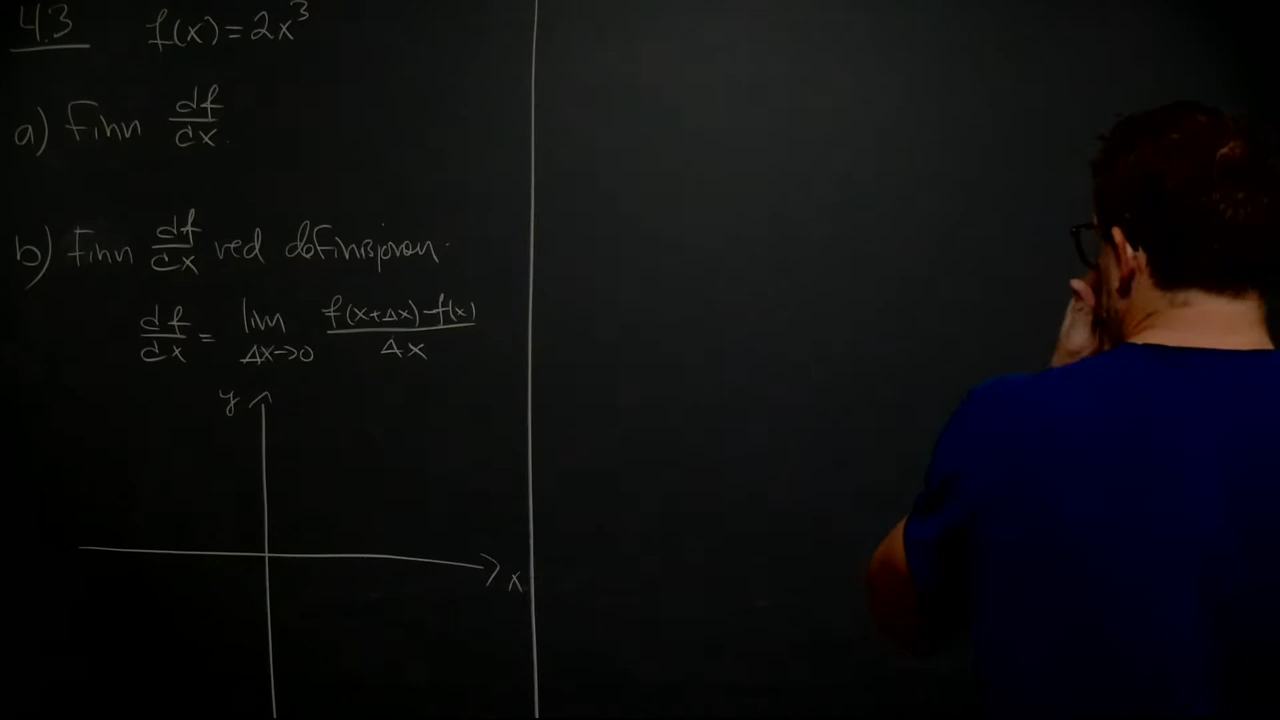 4.3 f(x) = 2x³
a) Finn df/dx.
b) Finn df/dx ved definisjonen.
df/dx = lim Δx→0 f(x+Δx)-f(x)/Δx
y
x